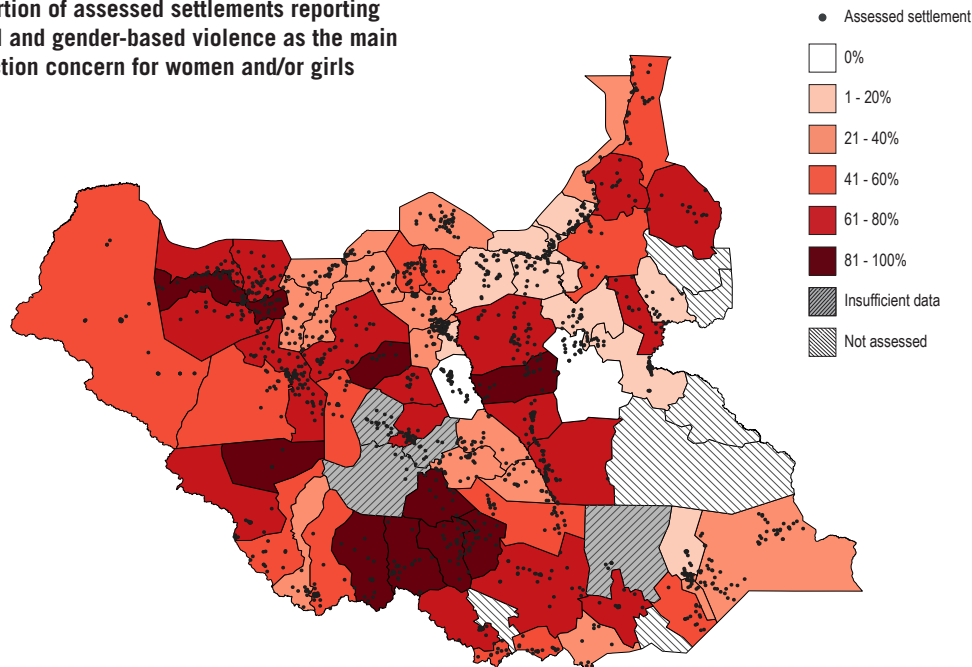 rtion of assessed settlements reporting
l and gender-based violence as the main
tion concern for women and/or girls
Assessed settlement
0%
1 - 20%
21 - 40%
41 - 60%
61 - 80%
81 - 100%
Insufficient data
Not assessed